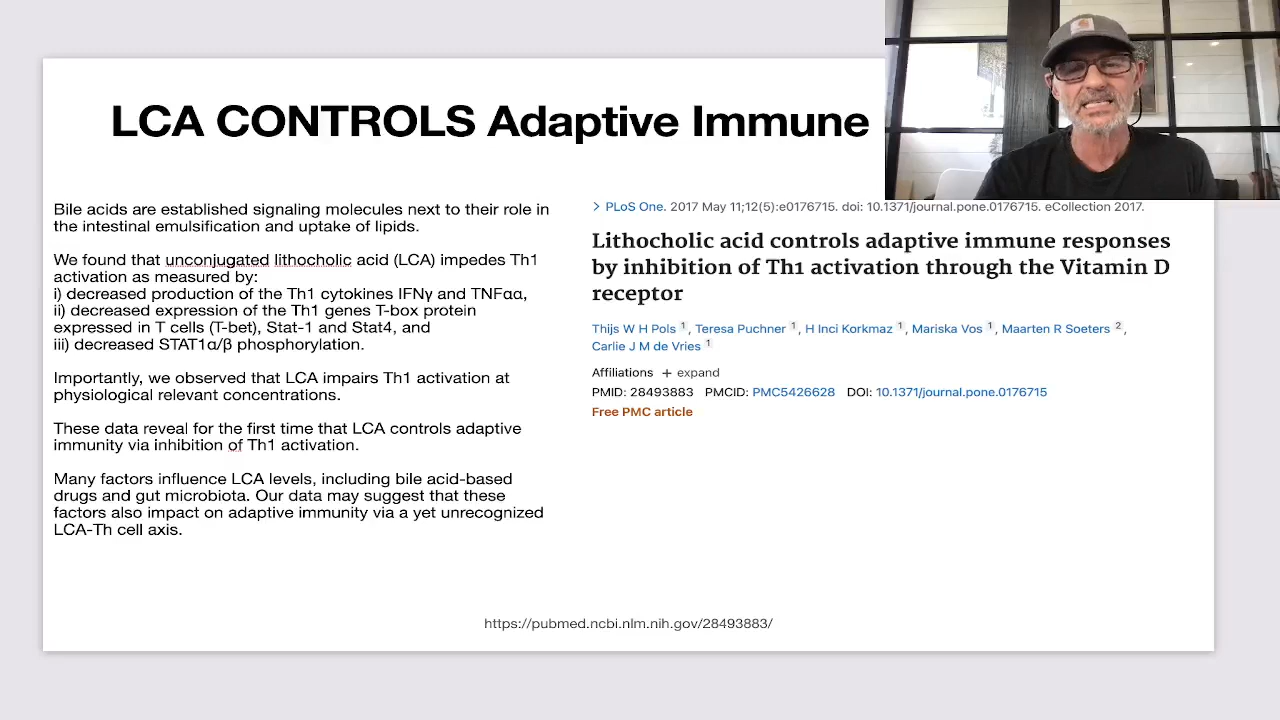 LCA CONTROLS Adaptive Immune
Bile acids are established signaling molecules next to their role in
the intestinal emulsification and uptake of lipids.
We found that unconjugated lithocholic acid (LCA) impedes Th1
activation as measured by:
i) decreased production of the Th1 cytokines IFNγ and TNFαα,
ii) decreased expression of the Th1 genes T-box protein
expressed in T cells (T-bet), Stat-1 and Stat4, and
iii) decreased STAT1α/β phosphorylation.
Importantly, we observed that LCA impairs Th1 activation at
physiological relevant concentrations.
These data reveal for the first time that LCA controls adaptive
immunity via inhibition of Th1 activation.
Many factors influence LCA levels, including bile acid-based
drugs and gut microbiota. Our data may suggest that these
factors also impact on adaptive immunity via a yet unrecognized
LCA-Th cell axis.
> PLoS One. 2017 May 11;12(5):e0176715. doi: 10.1371/journal.pone.0176715. eCollection 2017.
Lithocholic acid controls adaptive immune responses
by inhibition of Th1 activation through the Vitamin D
receptor
Thijs W H Pols 1, Teresa Puchner 1, H Inci Korkmaz 1, Mariska Vos 1, Maarten R Soeters 2,
Carlie J M de Vries 1
Affiliations + expand
PMID: 28493883 PMCID: PMC5426628 DOI: 10.1371/journal.pone.0176715
Free PMC article
https://pubmed.ncbi.nlm.nih.gov/28493883/